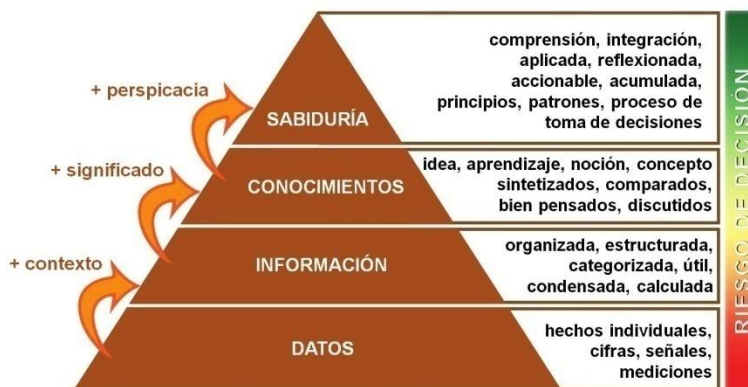 comprensión, integración,
aplicada, reflexionada,
accionable, acumulada,
principios, patrones, proceso de
toma de decisiones
+ perspicacia
SABIDURÍA
idea, aprendizaje, noción, concepto
sintetizados, comparados,
bien pensados, discutidos
+ significado
CONOCIMIENTOS
organizada, estructurada,
categorizada, útil,
condensada, calculada
+ contexto
INFORMACIÓN
hechos individuales,
cifras, señales,
mediciones
DATOS
RIESGO DE DECISIÓN